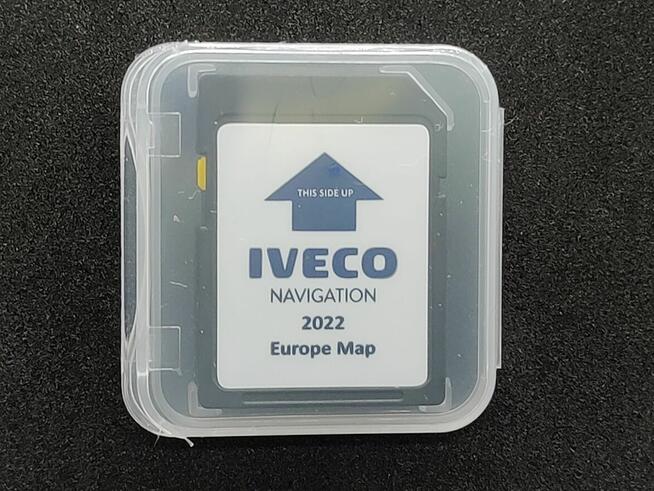 THIS SIDE UP
IVECO
NAVIGATION
2022
Europe Map